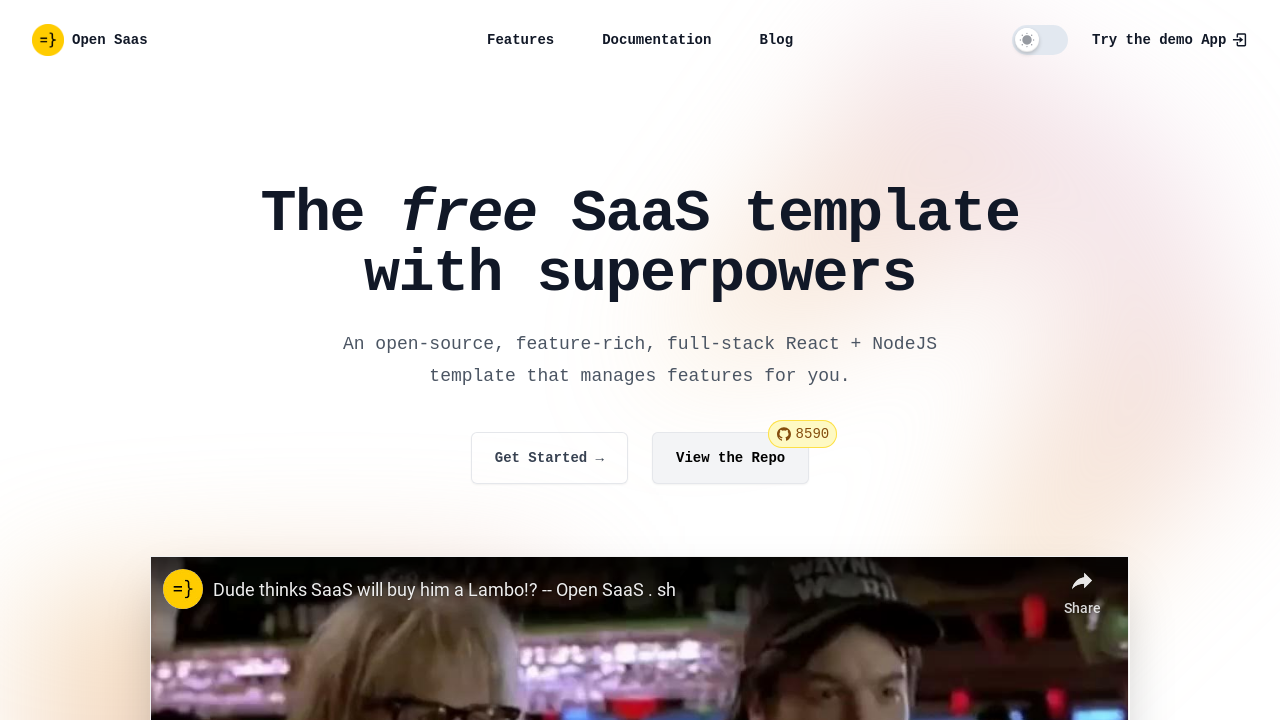 =} Open Saas
Features
Documentation
Blog
Try the demo App
The free SaaS template
with superpowers
An open-source, feature-rich, full-stack React + NodeJS
template that manages features for you.
8590
Get Started →
View the Repo
=} Dude thinks SaaS will buy him a Lambo!? -- Open SaaS . sh
Share
WAYNE'S
WORLD